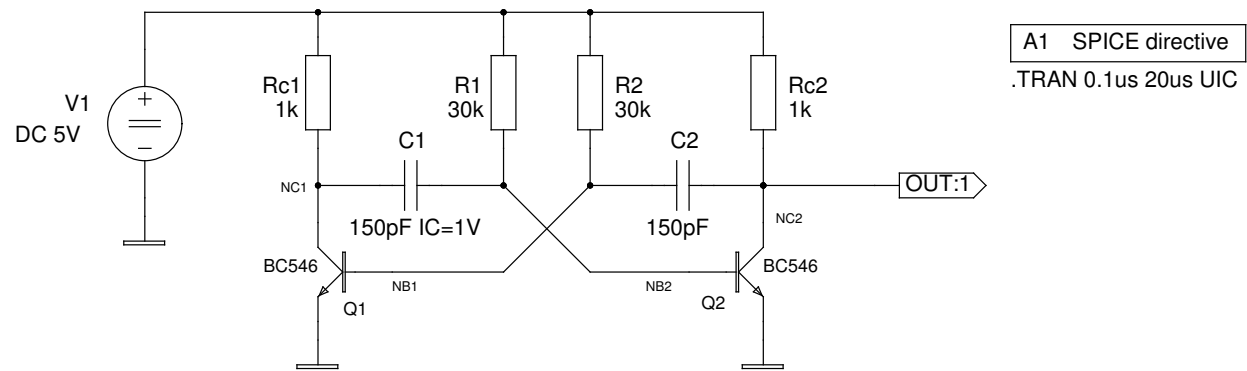 A1 SPICE directive
.TRAN 0.1us 20us UIC
V1
DC 5V
+
−
Rc1
1k
R1
30k
R2
30k
Rc2
1k
C1
150pF IC=1V
C2
150pF
NC1
NC2
OUT:1
BC546
Q1
NB1
NB2
Q2
BC546